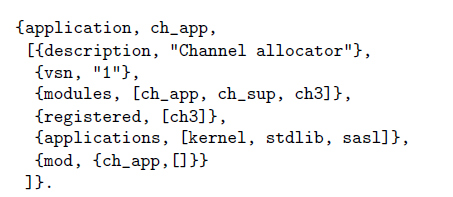 {application, ch_app,
[{description, "Channel allocator"},
{vsn, "1"},
{modules, [ch_app, ch_sup, ch3]},
{registered, [ch3]},
{applications, [kernel, stdlib, sasl]},
{mod, {ch_app,[]}}
]}.